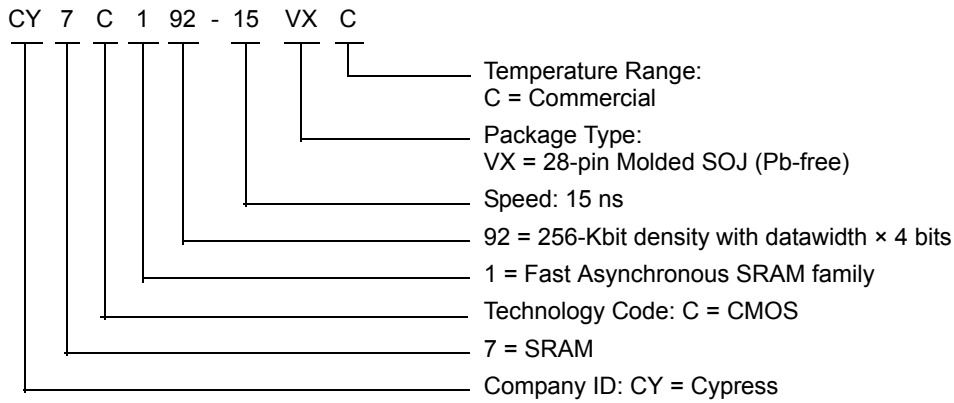 CY 7 C 1 92 - 15 VX C
Temperature Range:
C = Commercial
Package Type:
VX = 28-pin Molded SOJ (Pb-free)
Speed: 15 ns
92 = 256-Kbit density with datawidth × 4 bits
1 = Fast Asynchronous SRAM family
Technology Code: C = CMOS
7 = SRAM
Company ID: CY = Cypress